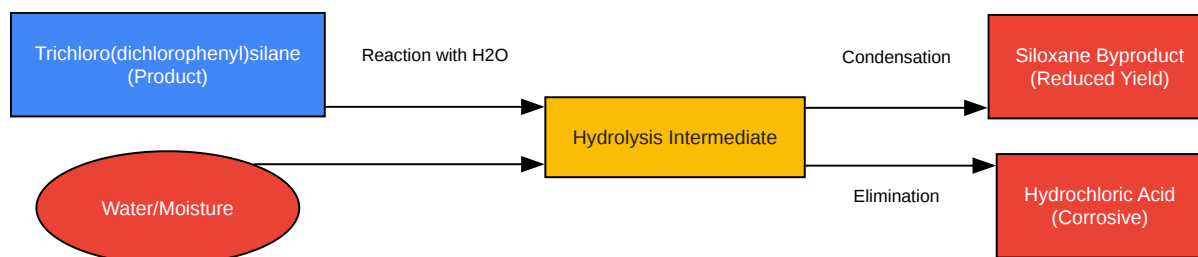 Trichloro(dichlorophenyl)silane
(Product)
Reaction with H2O
Water/Moisture
Hydrolysis Intermediate
Condensation
Siloxane Byproduct
(Reduced Yield)
Elimination
Hydrochloric Acid
(Corrosive)